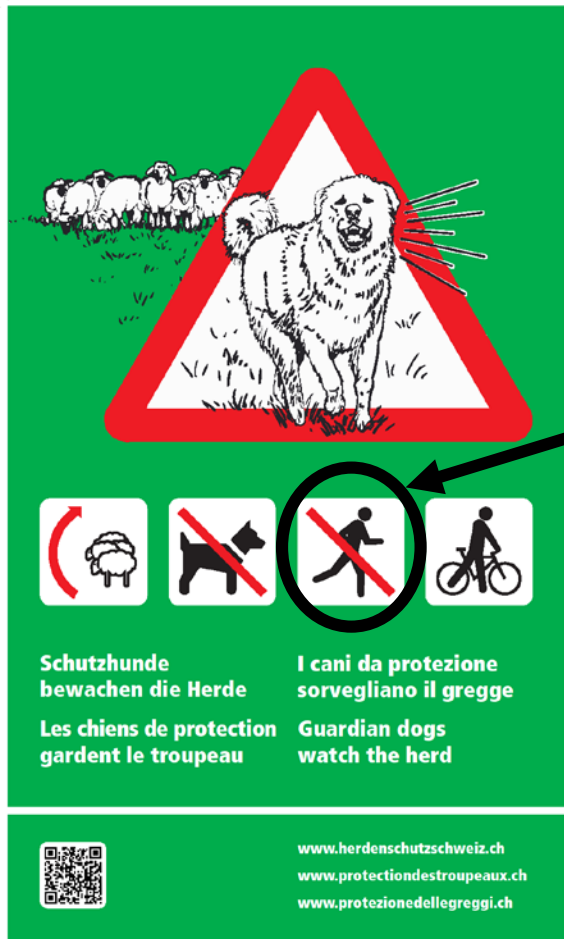 Schutzhunde
bewachen die Herde
Les chiens de protection
gardent le troupeau
I cani da protezione
sorvegliano il gregge
Guardian dogs
watch the herd
www.herdenschutzschweiz.ch
www.protectiondestroupeaux.ch
www.protezionedellegreggi.ch